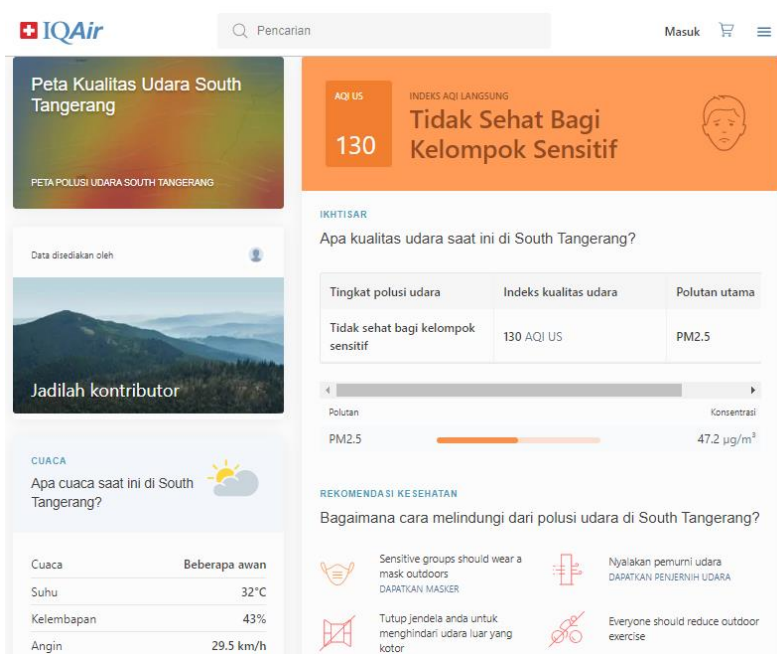 IQAir
Pencarian
Masuk
Peta Kualitas Udara South
Tangerang
PETA POLUSI UDARA SOUTH TANGERANG
Data disediakan oleh
Jadilah kontributor
CUACA
Apa cuaca saat ini di South
Tangerang?
Cuaca Beberapa awan
Suhu 32°C
Kelembapan 43%
Angin 29.5 km/h
AQI US
130
INDEKS AQI LANGSUNG
Tidak Sehat Bagi
Kelompok Sensitif
IKHTISAR
Apa kualitas udara saat ini di South Tangerang?
Tingkat polusi udara Indeks kualitas udara Polutan utama
Tidak sehat bagi kelompok
sensitif
130 AQI US
PM2.5
Polutan Konsentrasi
PM2.5 47.2 µg/m³
REKOMENDASI KESEHATAN
Bagaimana cara melindungi dari polusi udara di South Tangerang?
Sensitive groups should wear a
mask outdoors
DAPATKAN MASKER
Nyalakan pemurni udara
DAPATKAN PENJERNIH UDARA
Tutup jendela anda untuk
menghindari udara luar yang
kotor
Everyone should reduce outdoor
exercise